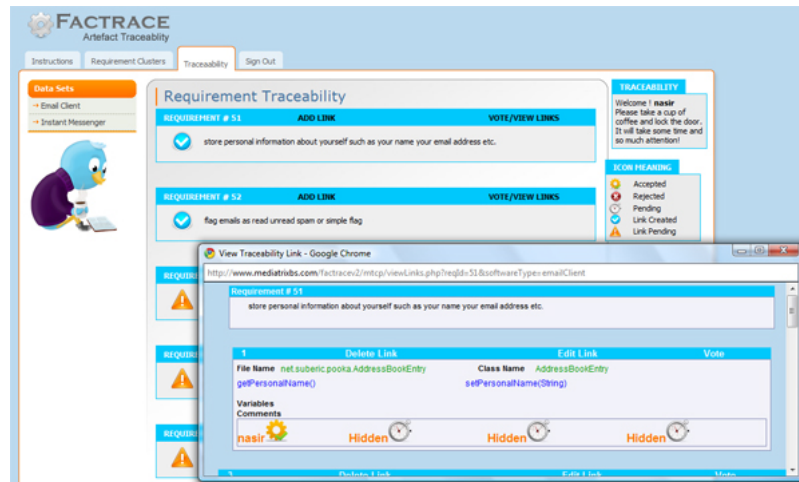 FACTRACE
Artefact Traceablity
Instructions
Requirement Clusters
Traceaability
Sign Out
Data Sets
Email Client
Instant Messenger
Requirement Traceability
REQUIREMENT # 51 ADD LINK VOTE/VIEW LINKS
store personal information about yourself such as your name your email address etc.
REQUIREMENT # 52 ADD LINK VOTE/VIEW LINKS
flag emails as read unread spam or simple flag
REQUIRE
REQUIRE
REQUIRE
TRACEABILITY
Welcome ! nasir
Please take a cup of
coffee and lock the door.
It will take some time and
so much attention!
ICON MEANING
Accepted
Rejected
Pending
Link Created
Link Pending
View Traceability Link - Google Chrome
http://www.mediatrixbs.com/factracev2/mtcp/viewLinks.php?reqId=51&softwareType=emailClient
Requirement # 51
store personal information about yourself such as your name your email address etc.
1 Delete Link Edit Link Vote
File Name net.suberic.pooka.AddressBookEntry Class Name AddressBookEntry
getPersonalName() setPersonalName(String)
Variables
Comments
nasir Hidden Hidden Hidden
Delete Link Edit Link Vote